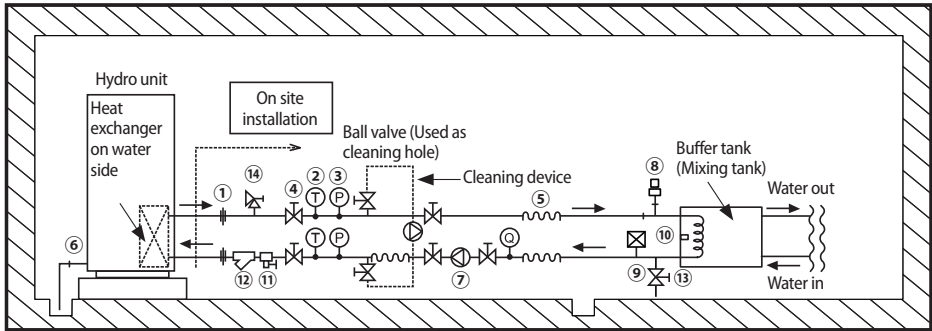 Hydro unit
Heat
exchanger
on water
side
On site
installation
Ball valve (Used as
cleaning hole)
Cleaning device
Buffer tank
(Mixing tank)
Water out
Water in
①
⑭
④
②
③
T
P
⑤
⑧
⑥
⑫
⑪
T
P
⑦
Q
⑨
⑩
⑬